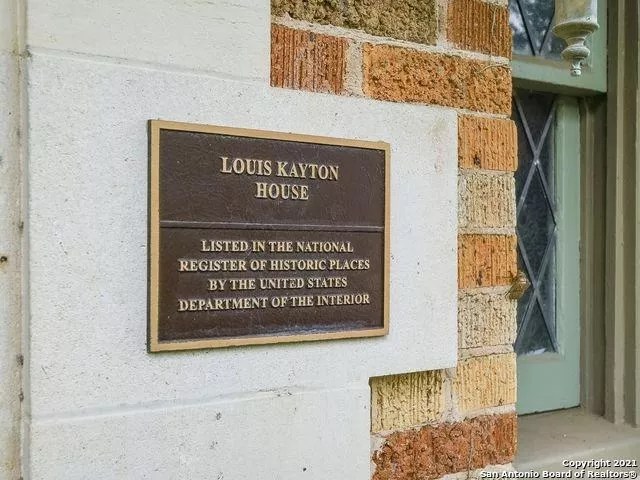 LOUIS KAYTON
HOUSE
LISTED IN THE NATIONAL
REGISTER OF HISTORIC PLACES
BY THE UNITED STATES
DEPARTMENT OF THE INTERIOR
Copyright 2021
San Antonio Board of Realtors®